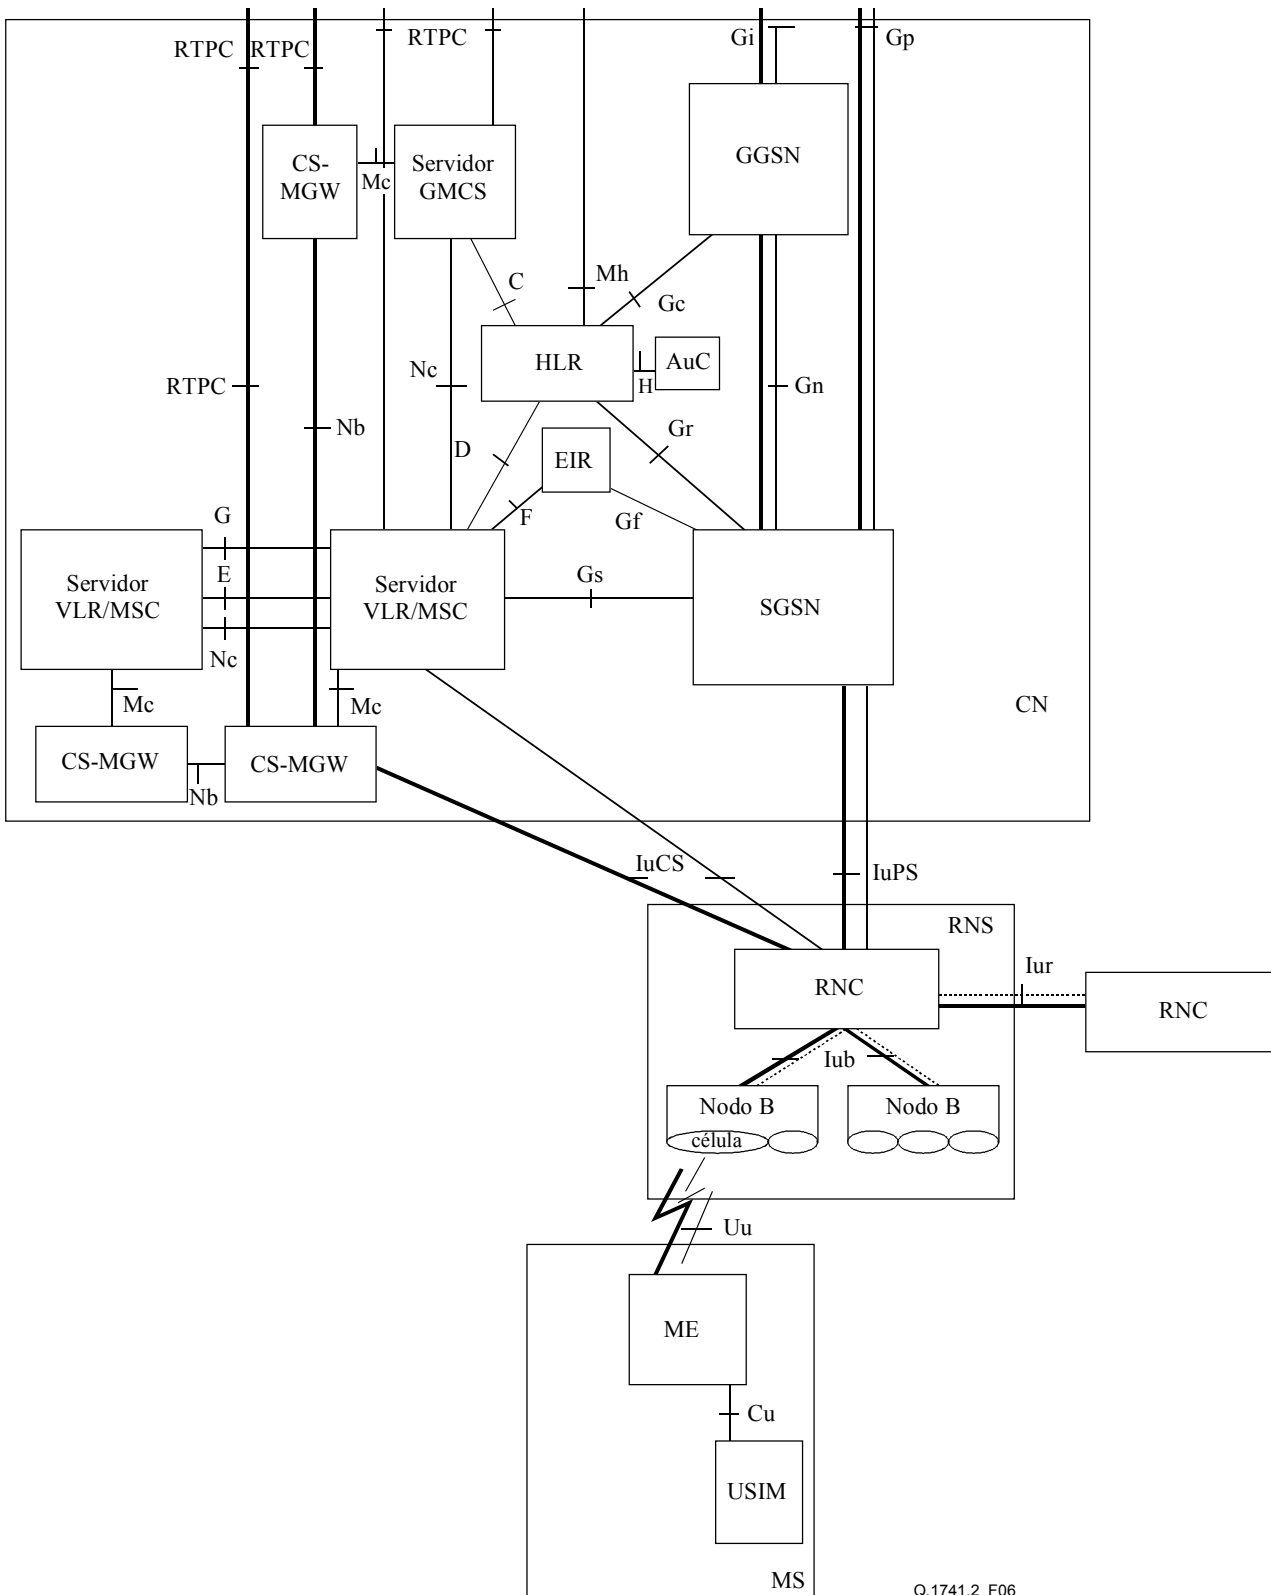 RTPC
RTPC
RTPC
Gi
Gp
CS-
MGW
Mc
Servidor
GMCS
GGSN
C
Mh
Gc
HLR
H
AuC
RTPC
Nc
Gn
Nb
D
EIR
Gr
F
Gf
G
Servidor
VLR/MSC
E
Nc
Servidor
VLR/MSC
Gs
SGSN
Mc
Mc
CN
CS-MGW
Nb
CS-MGW
IuCS
IuPS
RNS
RNC
Iur
RNC
Iub
Nodo B
Nodo B
célula
Uu
ME
Cu
USIM
MS
Q.1741.2_F06